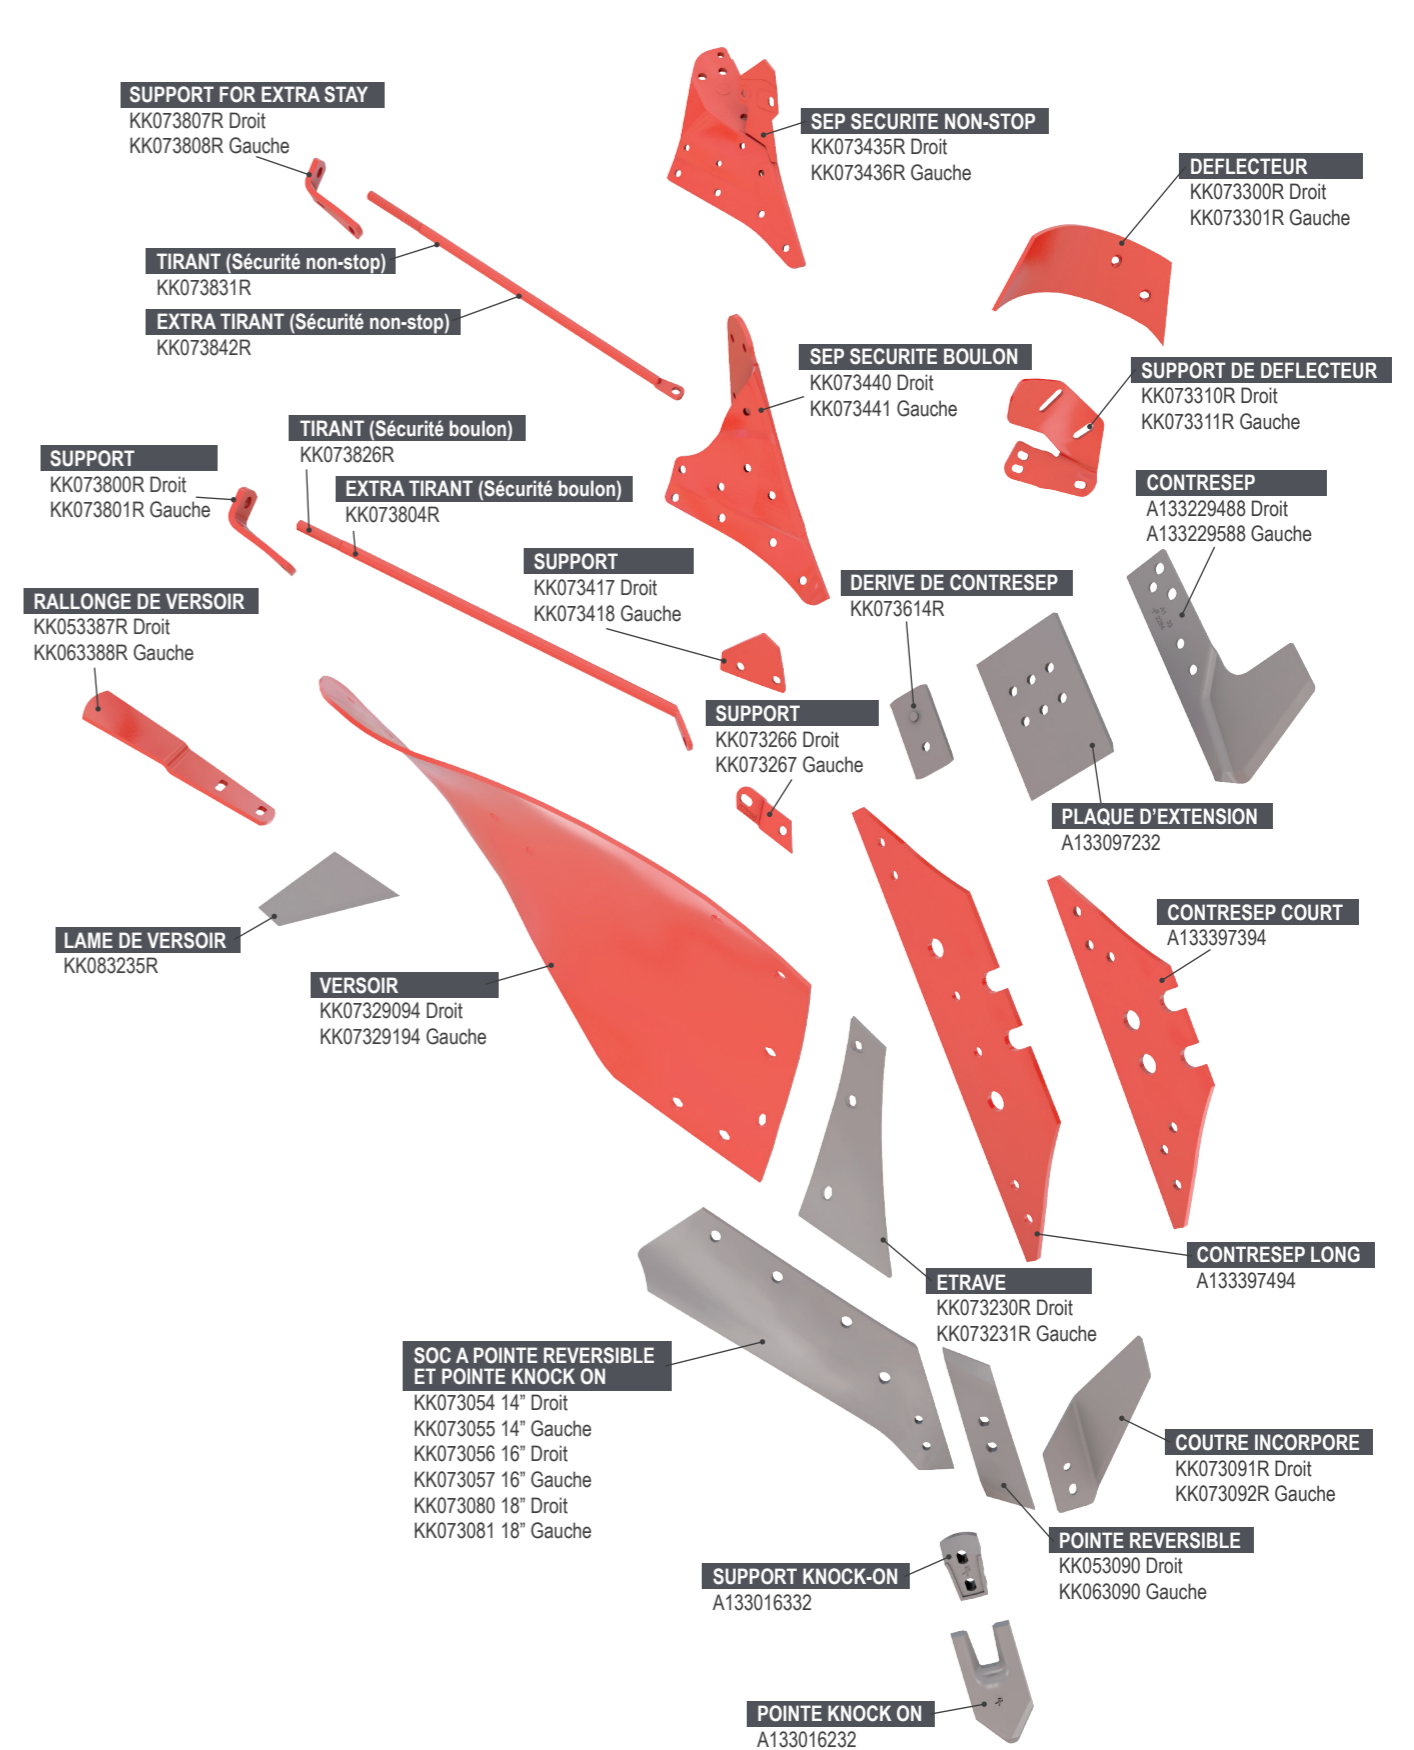 SUPPORT FOR EXTRA STAY
KK073807R Droit
KK073808R Gauche
SEP SECURITE NON-STOP
KK073435R Droit
KK073436R Gauche
DEFLECTEUR
KK073300R Droit
KK073301R Gauche
TIRANT (Sécurité non-stop)
KK073831R
EXTRA TIRANT (Sécurité non-stop)
KK073842R
SEP SECURITE BOULON
KK073440 Droit
KK073441 Gauche
SUPPORT DE DEFLECTEUR
KK073310R Droit
KK073311R Gauche
TIRANT (Sécurité boulon)
KK073826R
SUPPORT
KK073800R Droit
KK073801R Gauche
EXTRA TIRANT (Sécurité boulon)
KK073804R
CONTRESEP
A133229488 Droit
A133229588 Gauche
SUPPORT
KK073417 Droit
KK073418 Gauche
DERIVE DE CONTRESEP
KK073614R
RALLONGE DE VERSOIR
KK053387R Droit
KK063388R Gauche
SUPPORT
KK073266 Droit
KK073267 Gauche
PLAQUE D’EXTENSION
A133097232
CONTRESEP COURT
A133397394
LAME DE VERSOIR
KK083235R
VERSOIR
KK07329094 Droit
KK07329194 Gauche
CONTRESEP LONG
A133397494
ETRAVE
KK073230R Droit
KK073231R Gauche
SOC A POINTE REVERSIBLE
ET POINTE KNOCK ON
KK073054 14” Droit
KK073055 14” Gauche
KK073056 16” Droit
KK073057 16” Gauche
KK073080 18” Droit
KK073081 18” Gauche
COUTRE INCORPORE
KK073091R Droit
KK073092R Gauche
POINTE REVERSIBLE
KK053090 Droit
KK063090 Gauche
SUPPORT KNOCK-ON
A133016332
POINTE KNOCK ON
A133016232